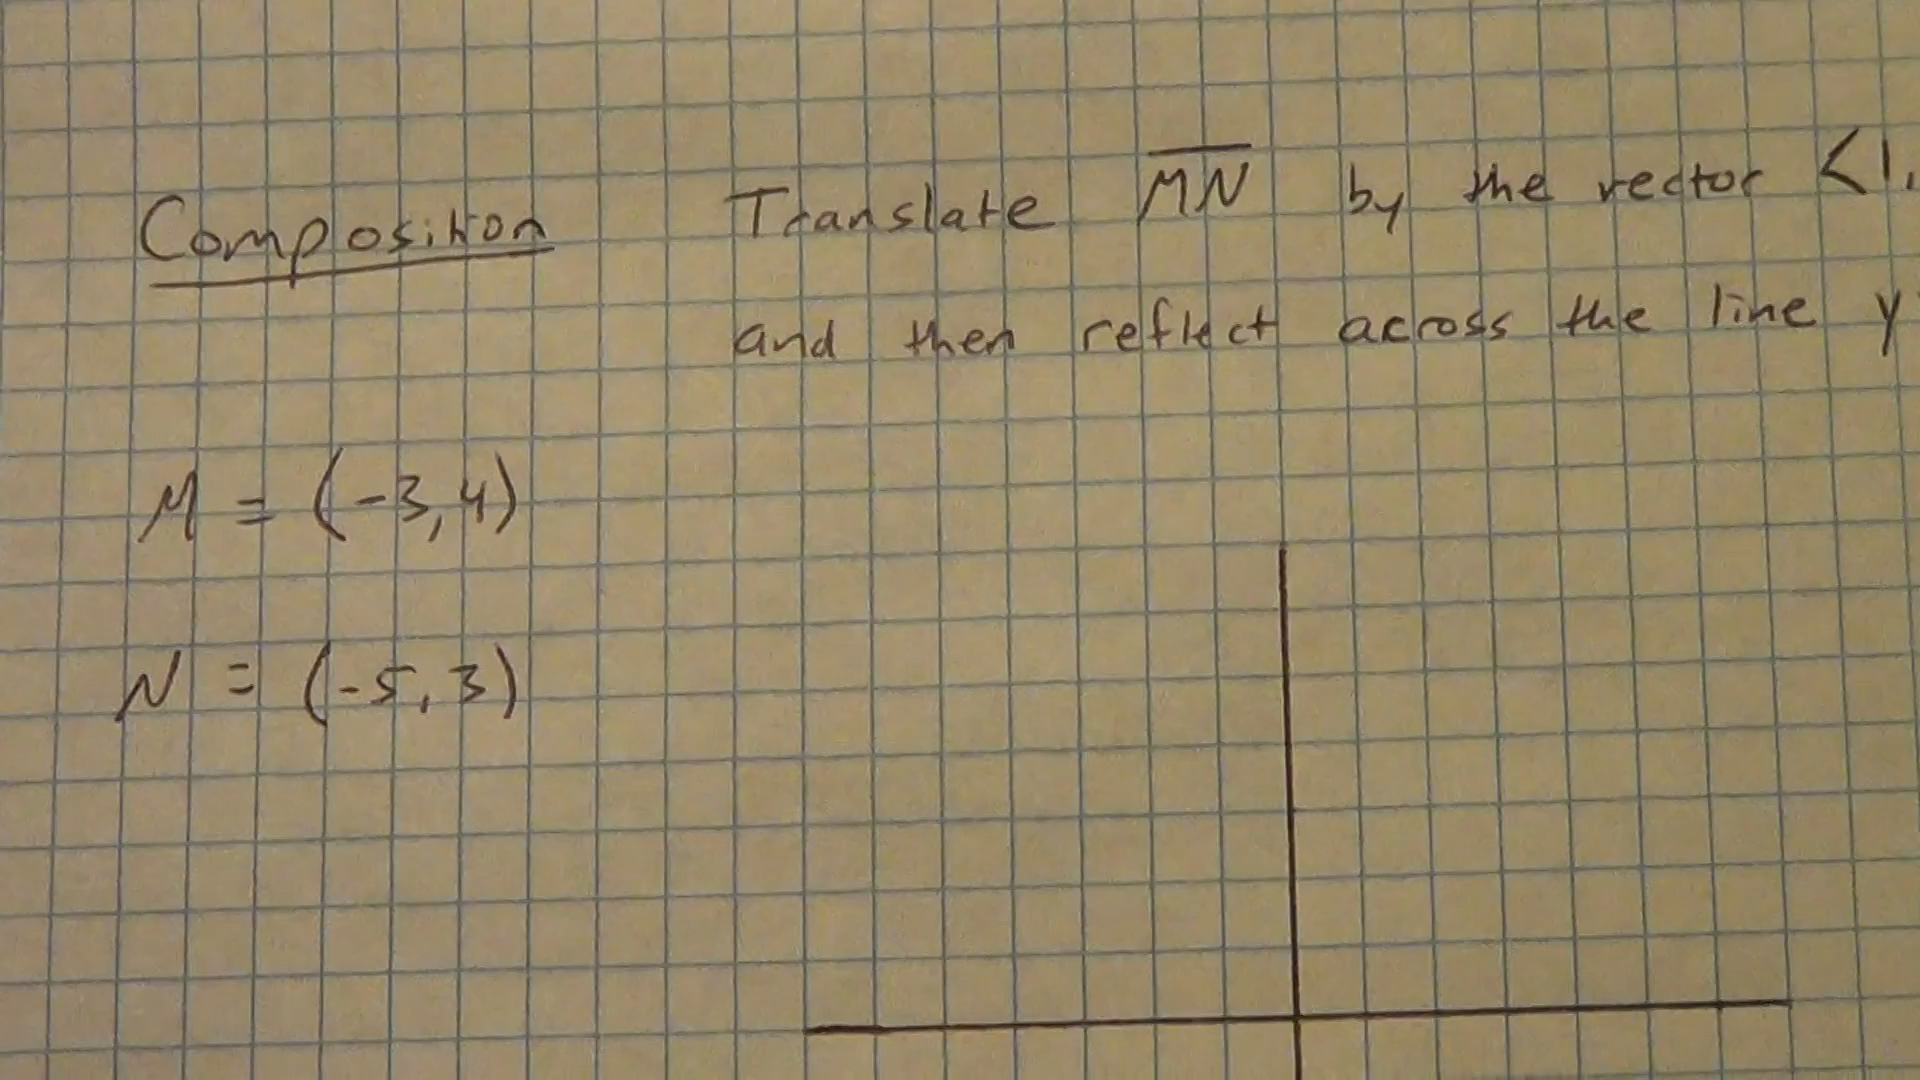 Composition
Translate MN by the vector <1,
and then reflect across the line y
M = (-3,4)
N = (-5,3)